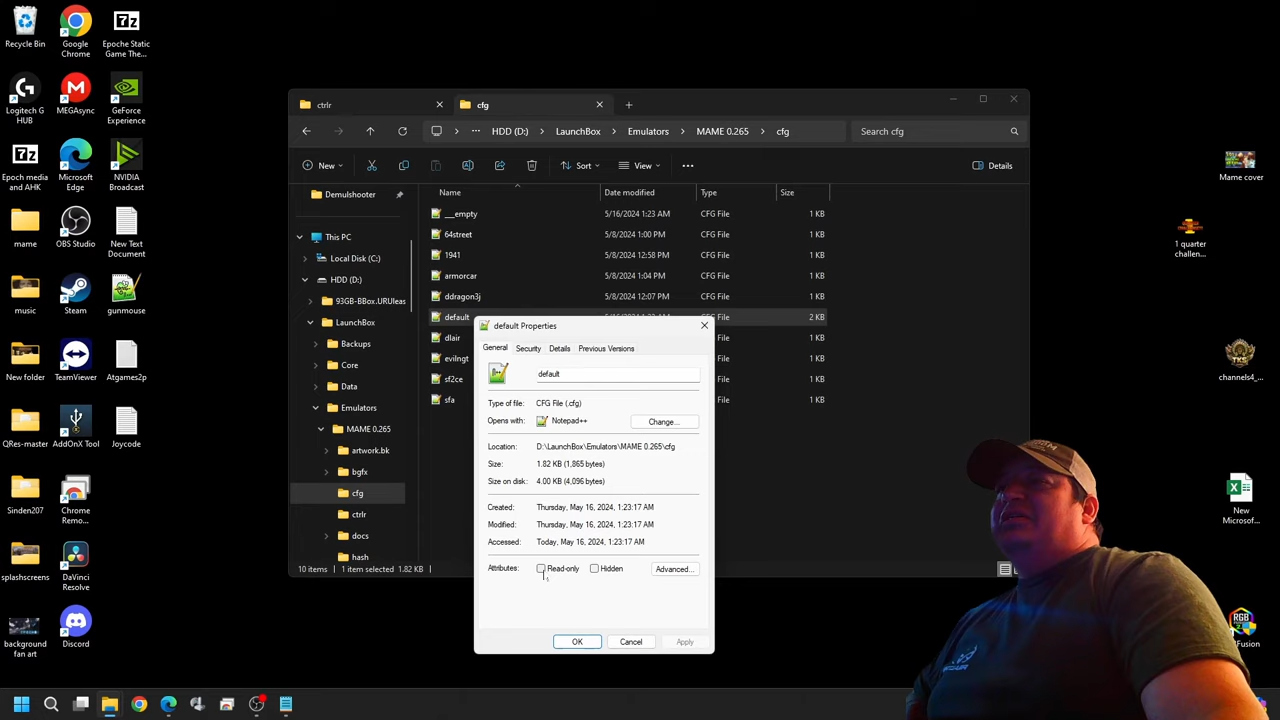 Recycle Bin
Google
Chrome
Epoche Static
Game The...
Logitech G
HUB
MEGAsync
GeForce
Experience
Epoch media
and AHK
Microsoft
Edge
NVIDIA
Broadcast
mame
OBS Studio
New Text
Document
music
Steam
gunmouse
New folder
TeamViewer
Atgames2p
QRes-master
AddOnX Tool
Joycode
Sinden207
Chrome
Remo...
splashscreens
DaVinci
Resolve
background
fan art
Discord
ctrlr
cfg
HDD (D:)
LaunchBox
Emulators
MAME 0.265
cfg
Search cfg
New
Sort
View
Details
Demulshooter
This PC
Local Disk (C:)
HDD (D:)
93GB-BBox.URUleas
LaunchBox
Backups
Core
Data
Emulators
MAME 0.265
artwork.bk
bgfx
cfg
ctrlr
docs
hash
Name
Date modified
Type
Size
__empty
5/16/2024 1:23 AM
CFG File
1 KB
64street
5/8/2024 1:00 PM
CFG File
1 KB
1941
5/8/2024 12:58 PM
CFG File
1 KB
armorcar
5/8/2024 1:04 PM
CFG File
1 KB
ddragon3j
5/8/2024 12:07 PM
CFG File
1 KB
default
2 KB
dlair
File
1 KB
evilngt
File
1 KB
sf2ce
File
1 KB
sfa
File
1 KB
10 items
1 item selected 1.82 KB
default Properties
General
Security
Details
Previous Versions
default
Type of file:
CFG File (.cfg)
Opens with:
Notepad++
Change...
Location:
D:\LaunchBox\Emulators\MAME 0.265\cfg
Size:
1.82 KB (1,865 bytes)
Size on disk:
4.00 KB (4,096 bytes)
Created:
Thursday, May 16, 2024, 1:23:17 AM
Modified:
Thursday, May 16, 2024, 1:23:17 AM
Accessed:
Today, May 16, 2024, 1:23:17 AM
Attributes:
Read-only
Hidden
Advanced...
OK
Cancel
Apply
Mame cover
1 quarter
challen...
channels4_...
New
Microsof...
RGB
Fusion